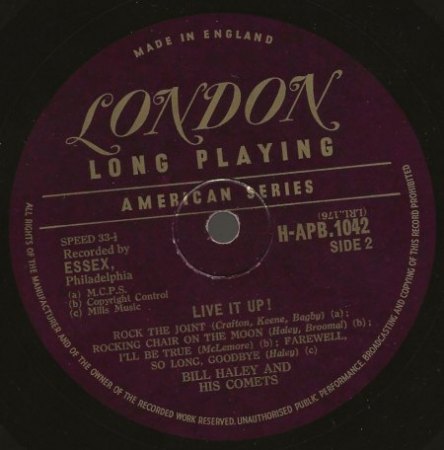 MADE IN ENGLAND
LONDON
LONG PLAYING
AMERICAN SERIES
SPEED 33⅓
Recorded by
ESSEX,
Philadelphia
(a) M.C.P.S.
(b) Copyright Control
(c) Mills Music
(LRL.176)
H-APB.1042
SIDE 2
LIVE IT UP!
ROCK THE JOINT (Crafton, Keene, Bagby) (a);
ROCKING CHAIR ON THE MOON (Haley, Broomal) (b);
I'LL BE TRUE (McLemore) (b); FAREWELL,
SO LONG, GOODBYE (Haley) (c)
BILL HALEY AND
HIS COMETS
ALL RIGHTS OF THE MANUFACTURER AND OF THE OWNER OF THE RECORDED WORK RESERVED. UNAUTHORISED PUBLIC PERFORMANCE, BROADCASTING AND COPYING OF THIS RECORD PROHIBITED